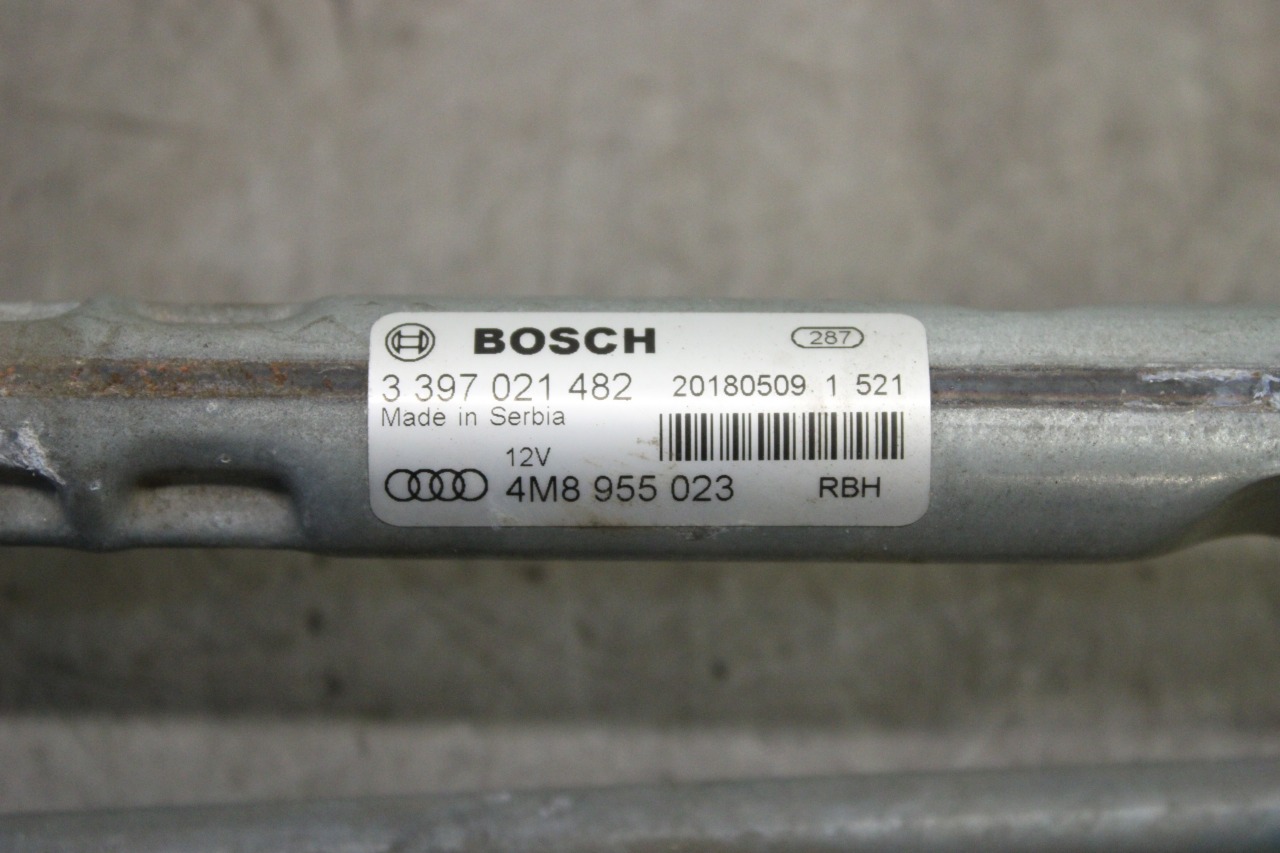 BOSCH 287
3 397 021 482 20180509 1 521
Made in Serbia
12V
4M8 955 023 RBH